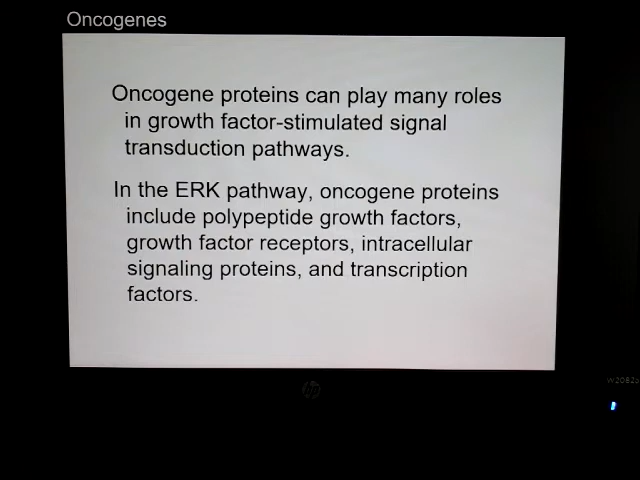 Oncogenes
Oncogene proteins can play many roles
in growth factor-stimulated signal
transduction pathways.
In the ERK pathway, oncogene proteins
include polypeptide growth factors,
growth factor receptors, intracellular
signaling proteins, and transcription
factors.
hp